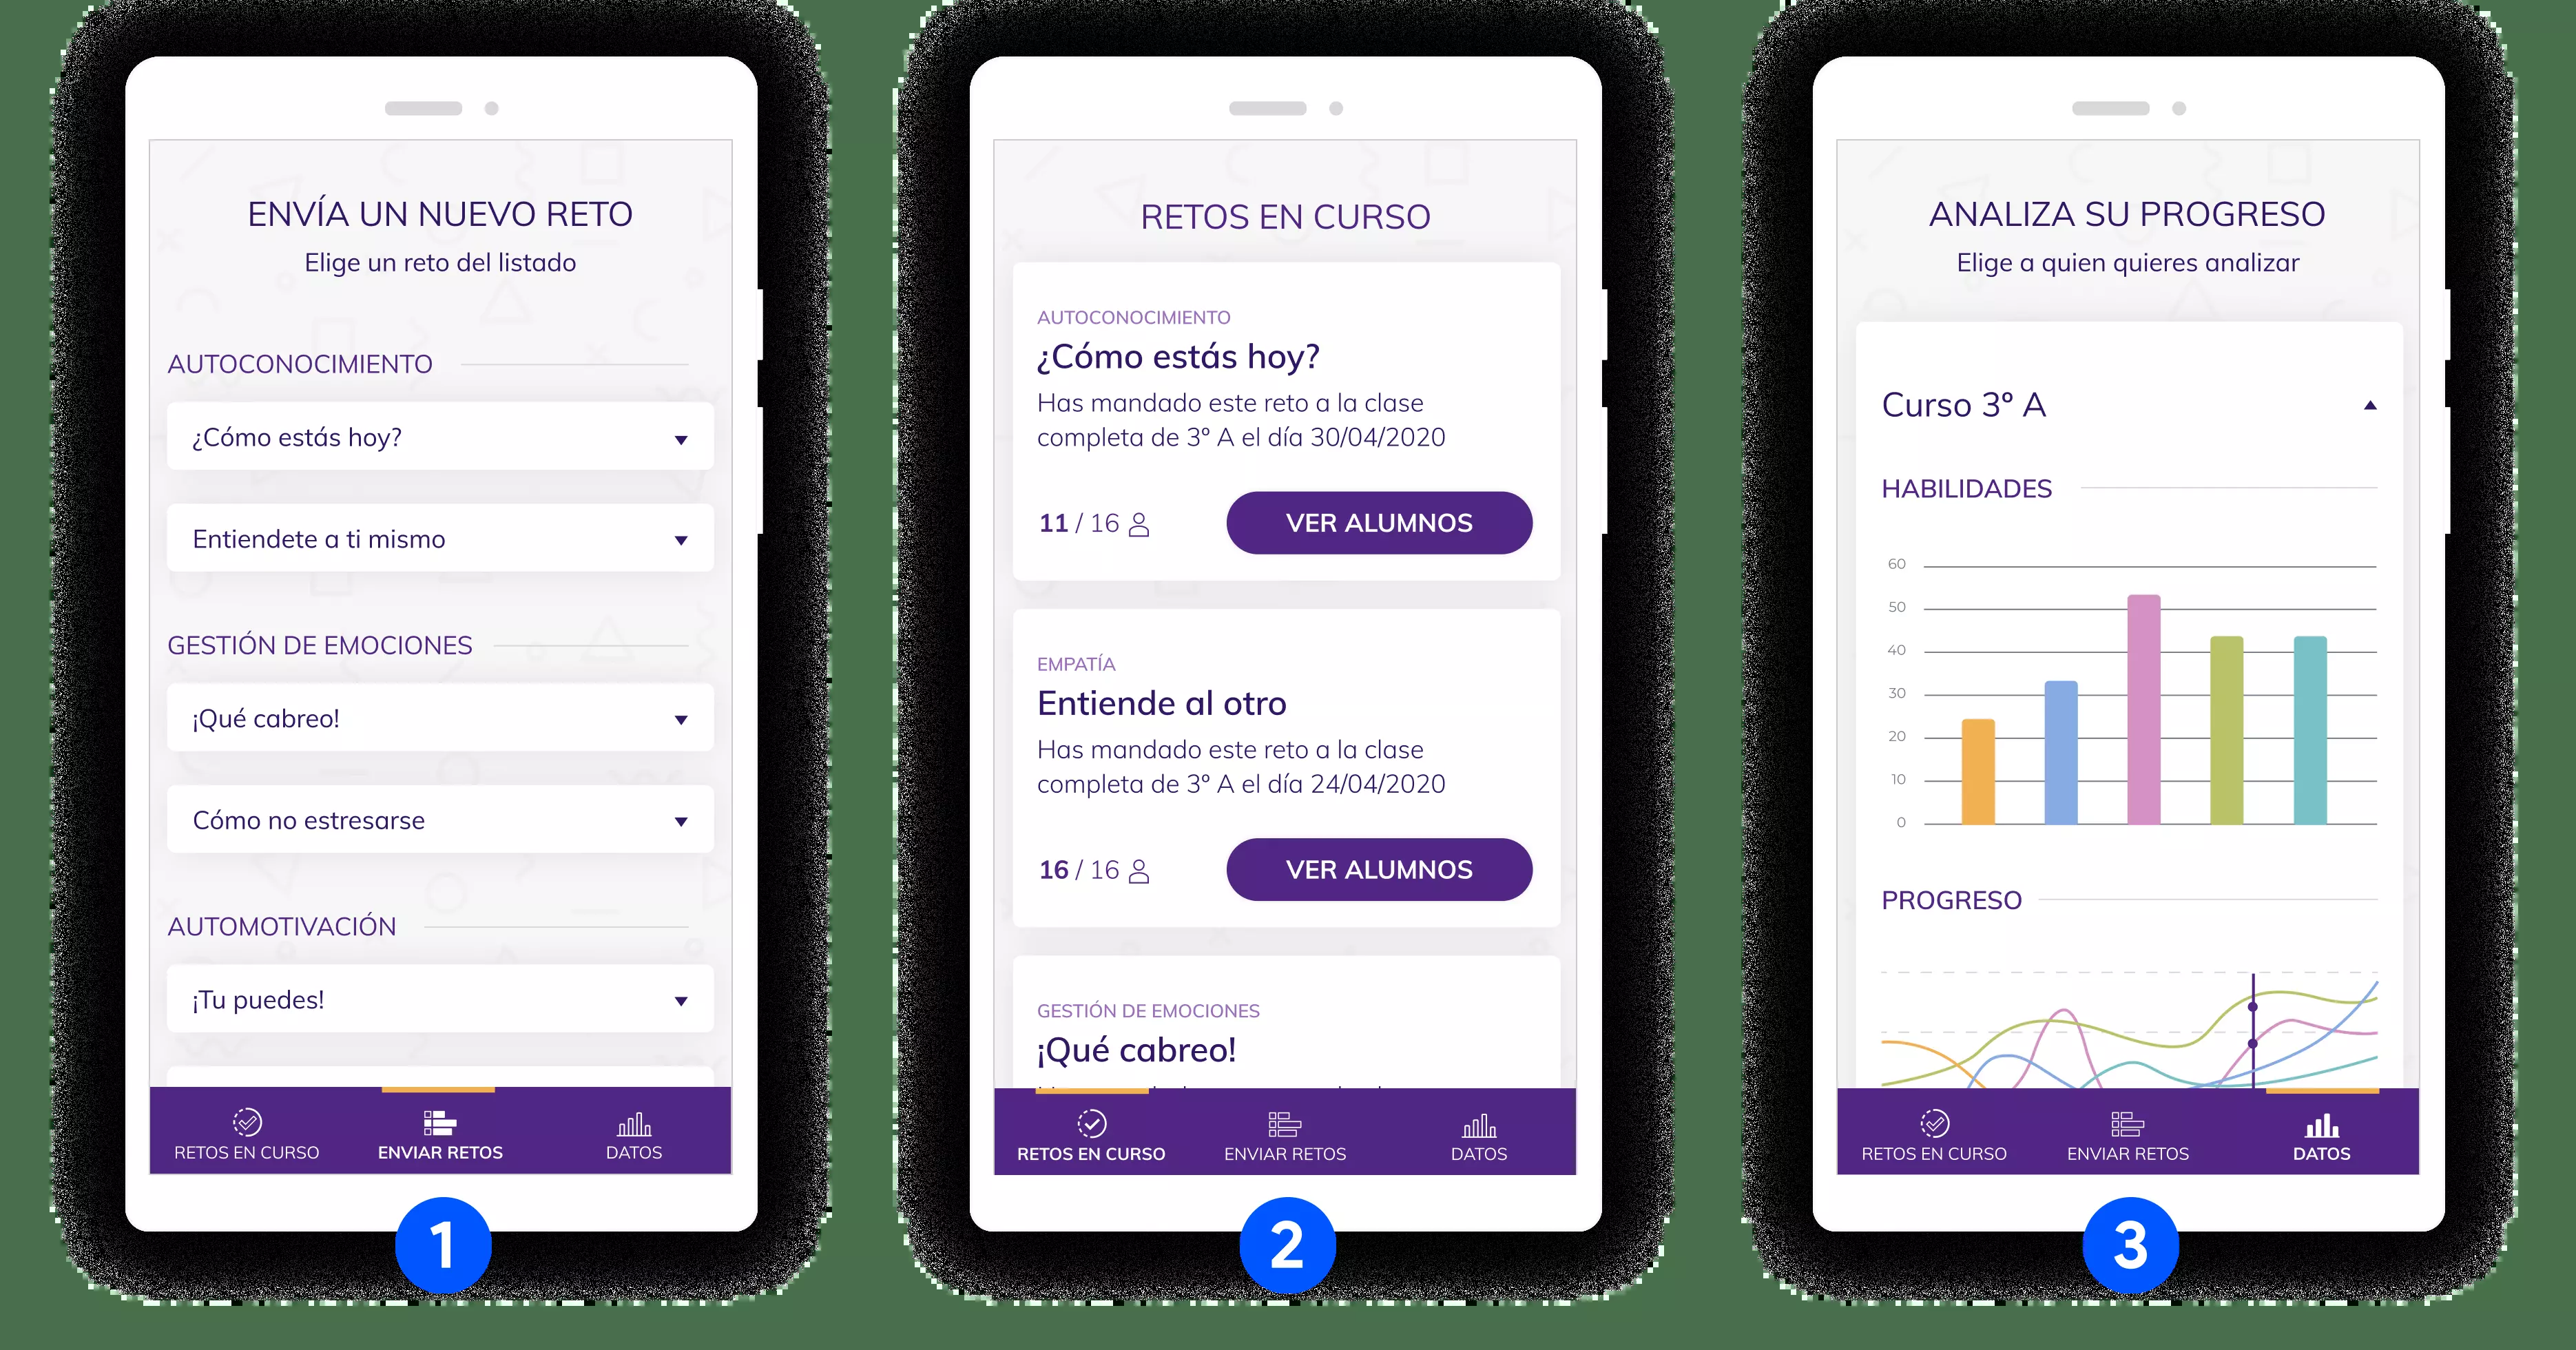 ENVÍA UN NUEVO RETO
Elige un reto del listado
AUTOCONOCIMIENTO
¿Cómo estás hoy?
Entiendete a ti mismo
GESTIÓN DE EMOCIONES
¡Qué cabreo!
Cómo no estresarse
AUTOMOTIVACIÓN
¡Tu puedes!
RETOS EN CURSO
ENVIAR RETOS
DATOS
1
RETOS EN CURSO
AUTOCONOCIMIENTO
¿Cómo estás hoy?
Has mandado este reto a la clase
completa de 3º A el día 30/04/2020
11 / 16
VER ALUMNOS
EMPATÍA
Entiende al otro
Has mandado este reto a la clase
completa de 3º A el día 24/04/2020
16 / 16
VER ALUMNOS
GESTIÓN DE EMOCIONES
¡Qué cabreo!
RETOS EN CURSO
ENVIAR RETOS
DATOS
2
ANALIZA SU PROGRESO
Elige a quien quieres analizar
Curso 3º A
HABILIDADES
60
50
40
30
20
10
0
PROGRESO
RETOS EN CURSO
ENVIAR RETOS
DATOS
3